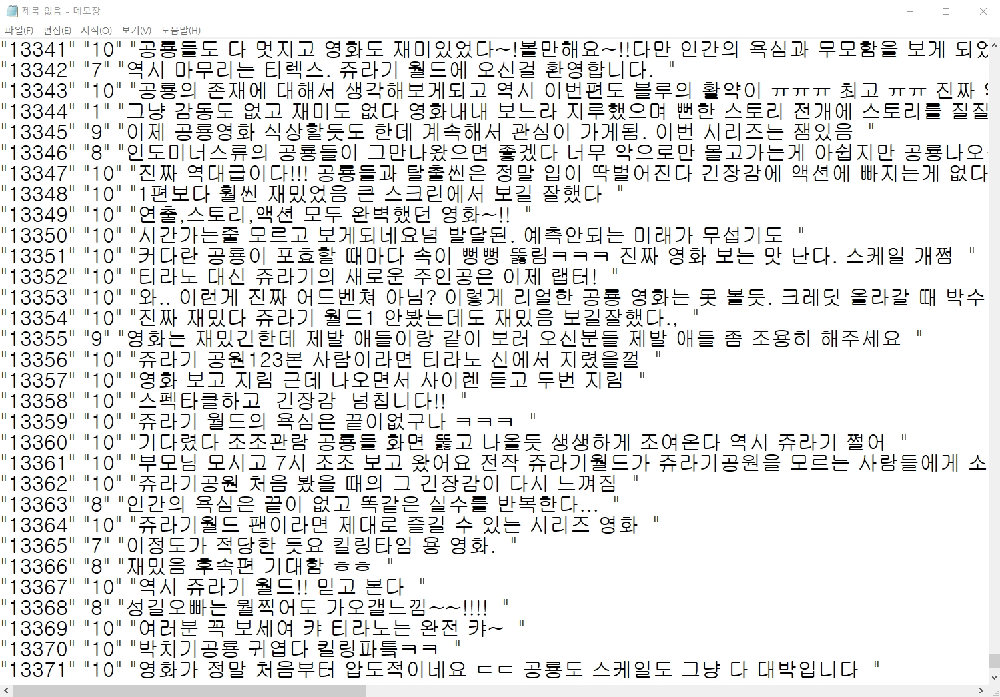 제목 없음 - 메모장
파일(F) 편집(E) 서식(O) 보기(V) 도움말(H)
"13341" "10" "공룡들도 다 멋지고 영화도 재미있었다~!볼만해요~!!다만 인간의 욕심과 무모함을 보게 되었
"13342" "7" "역시 마무리는 티렉스. 쥬라기 월드에 오신걸 환영합니다. "
"13343" "10" "공룡의 존재에 대해서 생각해보게되고 역시 이번편도 블루의 활약이 ㅠㅠㅠ 최고 ㅠㅠ 진짜
"13344" "1" "그냥 감동도 없고 재미도 없다 영화내내 보느라 지루했으며 뻔한 스토리 전개에 스토리를 질질
"13345" "9" "이제 공룡영화 식상할듯도 한데 계속해서 관심이 가게됨. 이번 시리즈는 잼있음 "
"13346" "8" "인도미너스류의 공룡들이 그만나왔으면 좋겠다 너무 악으로만 몰고가는게 아쉽지만 공룡나오
"13347" "10" "진짜 역대급이다!!! 공룡들과 탈출씬은 정말 입이 딱벌어진다 긴장감에 액션에 빠지는게 없다
"13348" "10" "1편보다 훨씬 재밌었음 큰 스크린에서 보길 잘했다 "
"13349" "10" "연출,스토리,액션 모두 완벽했던 영화~!! "
"13350" "10" "시간가는줄 모르고 보게되네요넘 발달된. 예측안되는 미래가 무섭기도 "
"13351" "10" "커다란 공룡이 포효할 때마다 속이 뻥뻥 뚫림ㅋㅋㅋ 진짜 영화 보는 맛 난다. 스케일 개쩜 "
"13352" "10" "티라노 대신 쥬라기의 새로운 주인공은 이제 랩터! "
"13353" "10" "와.. 이런게 진짜 어드벤쳐 아님? 이렇게 리얼한 공룡 영화는 못 볼듯. 크레딧 올라갈 때 박수
"13354" "10" "진짜 재밌다 쥬라기 월드1 안봤는데도 재밌음 보길잘했다., "
"13355" "9" "영화는 재밌긴한데 제발 애들이랑 같이 보러 오신분들 제발 애들 좀 조용히 해주세요 "
"13356" "10" "쥬라기 공원123본 사람이라면 티라노 신에서 지렸을껄 "
"13357" "10" "영화 보고 지림 근데 나오면서 사이렌 듣고 두번 지림 "
"13358" "10" "스펙타클하고 긴장감 넘칩니다!! "
"13359" "10" "쥬라기 월드의 욕심은 끝이없구나 ㅋㅋㅋ "
"13360" "10" "기다렸다 조조관람 공룡들 화면 뚫고 나올듯 생생하게 조여온다 역시 쥬라기 쩔어 "
"13361" "10" "부모님 모시고 7시 조조 보고 왔어요 전작 쥬라기월드가 쥬라기공원을 모르는 사람들에게 소
"13362" "10" "쥬라기공원 처음 봤을 때의 그 긴장감이 다시 느껴짐 "
"13363" "8" "인간의 욕심은 끝이 없고 똑같은 실수를 반복한다... "
"13364" "10" "쥬라기월드 팬이라면 제대로 즐길 수 있는 시리즈 영화 "
"13365" "7" "이정도가 적당한 듯요 킬링타임 용 영화. "
"13366" "8" "재밌음 후속편 기대함 ㅎㅎ "
"13367" "10" "역시 쥬라기 월드!! 믿고 본다 "
"13368" "8" "성길오빠는 뭘찍어도 가오갤느낌~~!!!! "
"13369" "10" "여러분 꼭 보세여 캬 티라노는 완전 캬~ "
"13370" "10" "박치기공룡 귀엽다 킬링파트ㅋㅋ "
"13371" "10" "영화가 정말 처음부터 압도적이네요 ㄷㄷ 공룡도 스케일도 그냥 다 대박입니다 "